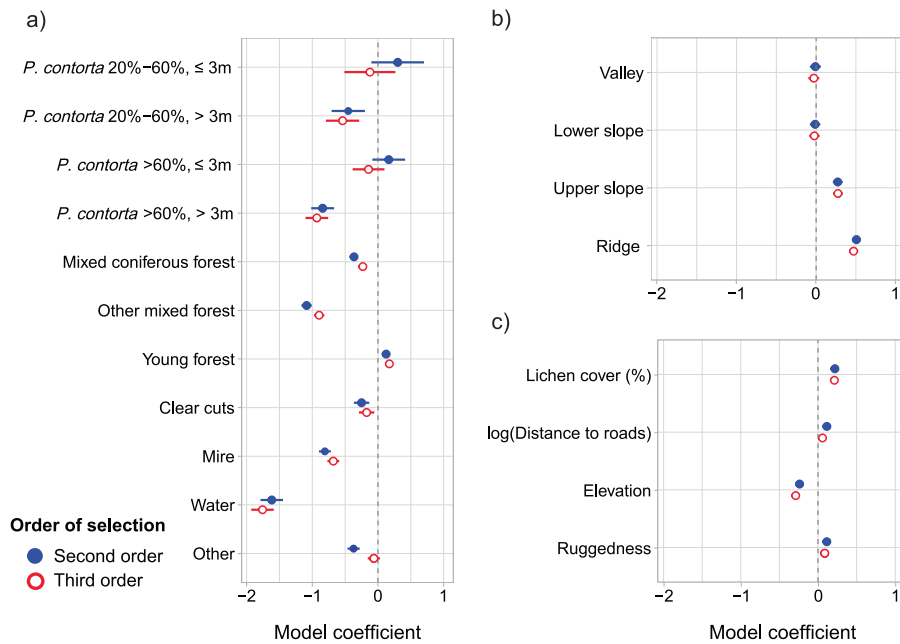 a)
P. contorta 20%−60%, ≤ 3m
P. contorta 20%−60%, > 3m
P. contorta >60%, ≤ 3m
P. contorta >60%, > 3m
Mixed coniferous forest
Other mixed forest
Young forest
Clear cuts
Mire
Water
Other
−2 −1 0 1
Model coefficient
Order of selection
Second order
Third order
b)
Valley
Lower slope
Upper slope
Ridge
−2 −1 0 1
c)
Lichen cover (%)
log(Distance to roads)
Elevation
Ruggedness
−2 −1 0 1
Model coefficient